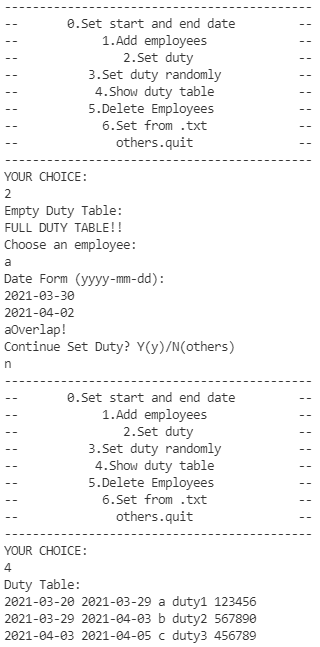 --------------------------------------------
--       0.Set start and end date         --
--            1.Add employees             --
--               2.Set duty               --
--          3.Set duty randomly           --
--           4.Show duty table            --
--          5.Delete Employees            --
--            6.Set from .txt             --
--              others.quit               --
--------------------------------------------
YOUR CHOICE:
2
Empty Duty Table:
FULL DUTY TABLE!!
Choose an employee:
a
Date Form (yyyy-mm-dd):
2021-03-30
2021-04-02
aOverlap!
Continue Set Duty? Y(y)/N(others)
n
--------------------------------------------
--       0.Set start and end date         --
--            1.Add employees             --
--               2.Set duty               --
--          3.Set duty randomly           --
--           4.Show duty table            --
--          5.Delete Employees            --
--            6.Set from .txt             --
--              others.quit               --
--------------------------------------------
YOUR CHOICE:
4
Duty Table:
2021-03-20 2021-03-29 a duty1 123456
2021-03-29 2021-04-03 b duty2 567890
2021-04-03 2021-04-05 c duty3 456789